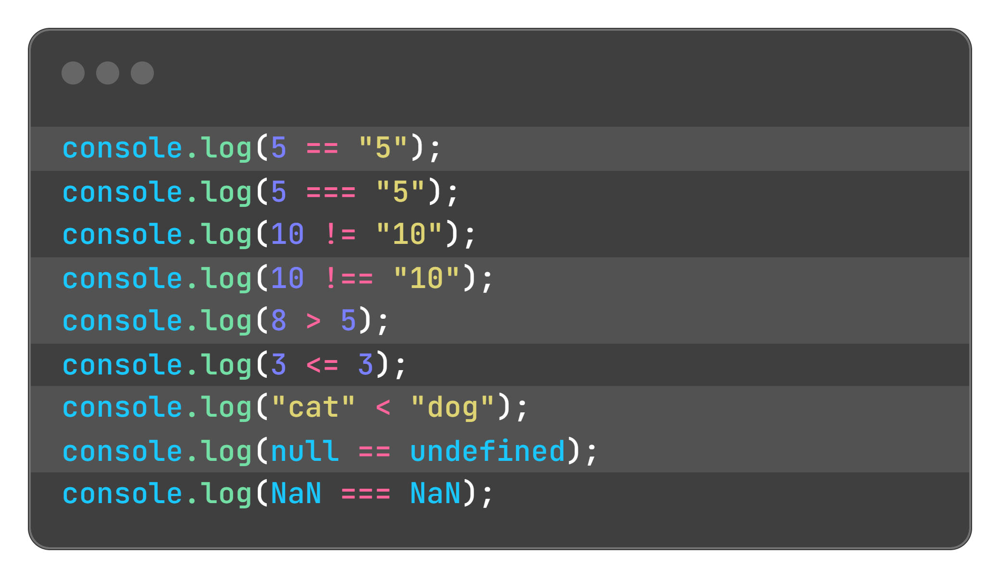 console.log(5 == "5");
console.log(5 === "5");
console.log(10 != "10");
console.log(10 !== "10");
console.log(8 > 5);
console.log(3 <= 3);
console.log("cat" < "dog");
console.log(null == undefined);
console.log(NaN === NaN);